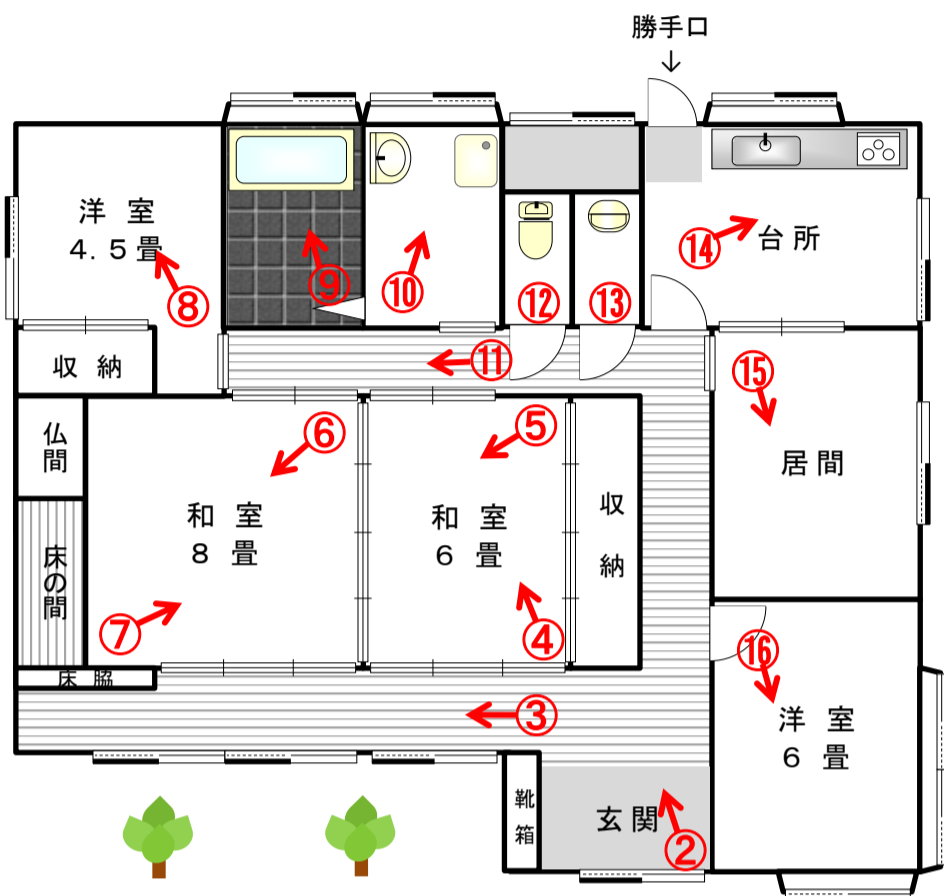 勝手口
↓
洋 室
4.5畳
⑧
⑨
⑩
⑫
⑬
⑭
台所
収 納
⑪
⑮
仏間
⑥
⑤
居間
和 室
8 畳
和 室
6 畳
収納
床の間
⑦
④
⑯
床 脇
③
洋 室
6 畳
靴箱
玄関
②